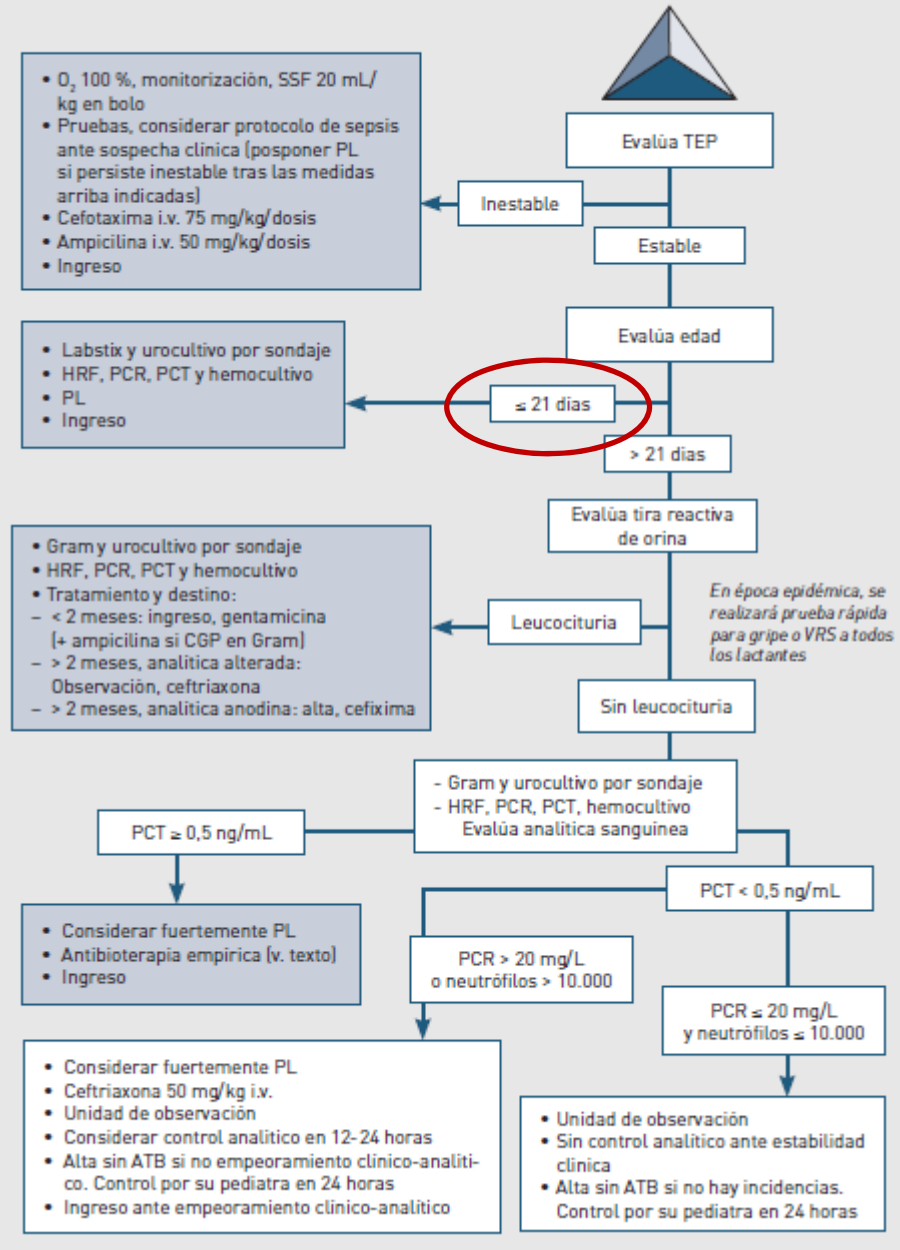 Evalúa TEP
Inestable
• O₂ 100 %, monitorización, SSF 20 mL/
kg en bolo
• Pruebas, considerar protocolo de sepsis
ante sospecha clínica (posponer PL
si persiste inestable tras las medidas
arriba indicadas)
• Cefotaxima i.v. 75 mg/kg/dosis
• Ampicilina i.v. 50 mg/kg/dosis
• Ingreso
Estable
Evalúa edad
≤ 21 dias
• Labstix y urocultivo por sondaje
• HRF, PCR, PCT y hemocultivo
• PL
• Ingreso
> 21 dias
Evalúa tira reactiva
de orina
En época epidémica, se
realizará prueba rápida
para gripe o VRS a todos
los lactantes
Leucocituria
• Gram y urocultivo por sondaje
• HRF, PCR, PCT y hemocultivo
• Tratamiento y destino:
– < 2 meses: ingreso, gentamicina
(+ ampicilina si CGP en Gram)
– > 2 meses, analítica alterada:
Observación, ceftriaxona
– > 2 meses, analítica anodina: alta, cefixima
Sin leucocituria
- Gram y urocultivo por sondaje
- HRF, PCR, PCT, hemocultivo
Evalúa analítica sanguínea
PCT ≥ 0,5 ng/mL
• Considerar fuertemente PL
• Antibioterapia empírica (v. texto)
• Ingreso
PCT < 0,5 ng/mL
PCR > 20 mg/L
o neutrófilos > 10.000
• Considerar fuertemente PL
• Ceftriaxona 50 mg/kg i.v.
• Unidad de observación
• Considerar control analítico en 12-24 horas
• Alta sin ATB si no empeoramiento clínico-analíti-
co. Control por su pediatra en 24 horas
• Ingreso ante empeoramiento clínico-analítico
PCR ≤ 20 mg/L
y neutrófilos ≤ 10.000
• Unidad de observación
• Sin control analítico ante estabilidad
clínica
• Alta sin ATB si no hay incidencias.
Control por su pediatra en 24 horas